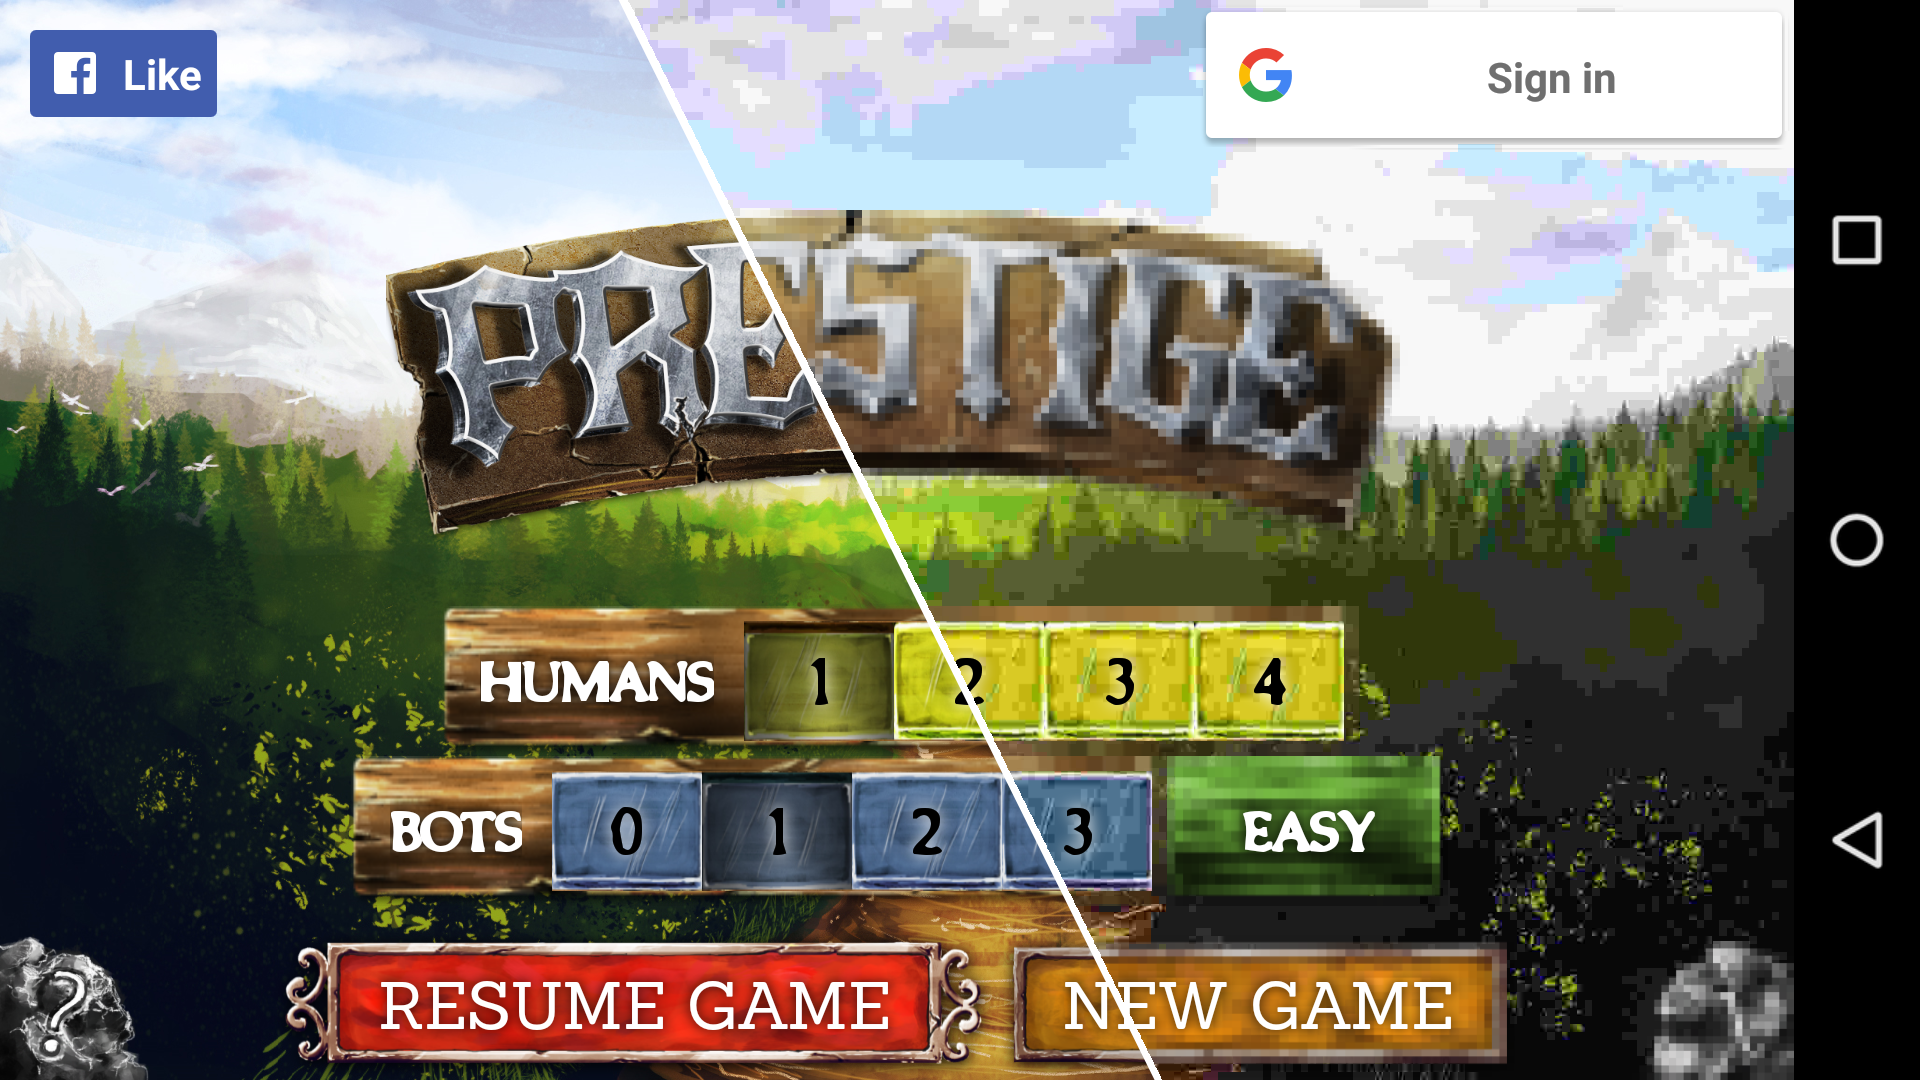 Like
Sign in
PRESTIGE
HUMANS 1 2 3 4
BOTS 0 1 2 3 EASY
? RESUME GAME NEW GAME